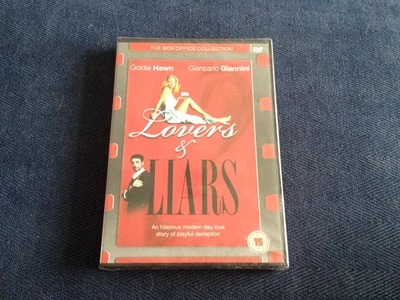 THE BOX OFFICE COLLECTION
DVD
Goldie Hawn Giancarlo Giannini
Lovers
&
LIARS
An hilarious modern day love
story of playful deception
15